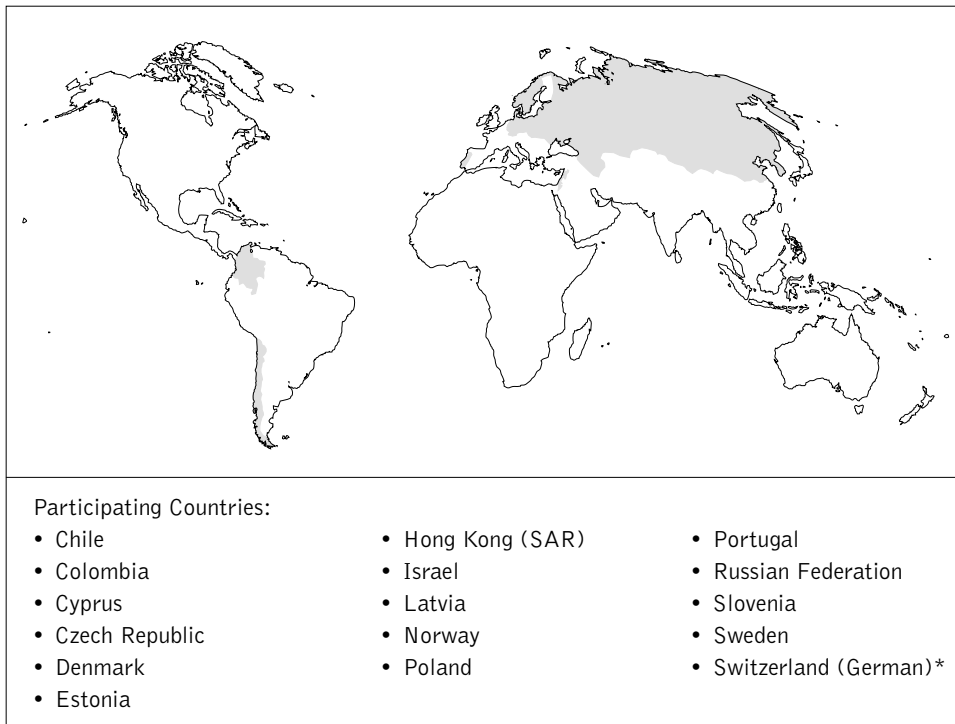 Participating Countries:
• Chile
• Colombia
• Cyprus
• Czech Republic
• Denmark
• Estonia
• Hong Kong (SAR)
• Israel
• Latvia
• Norway
• Poland
• Portugal
• Russian Federation
• Slovenia
• Sweden
• Switzerland (German)*